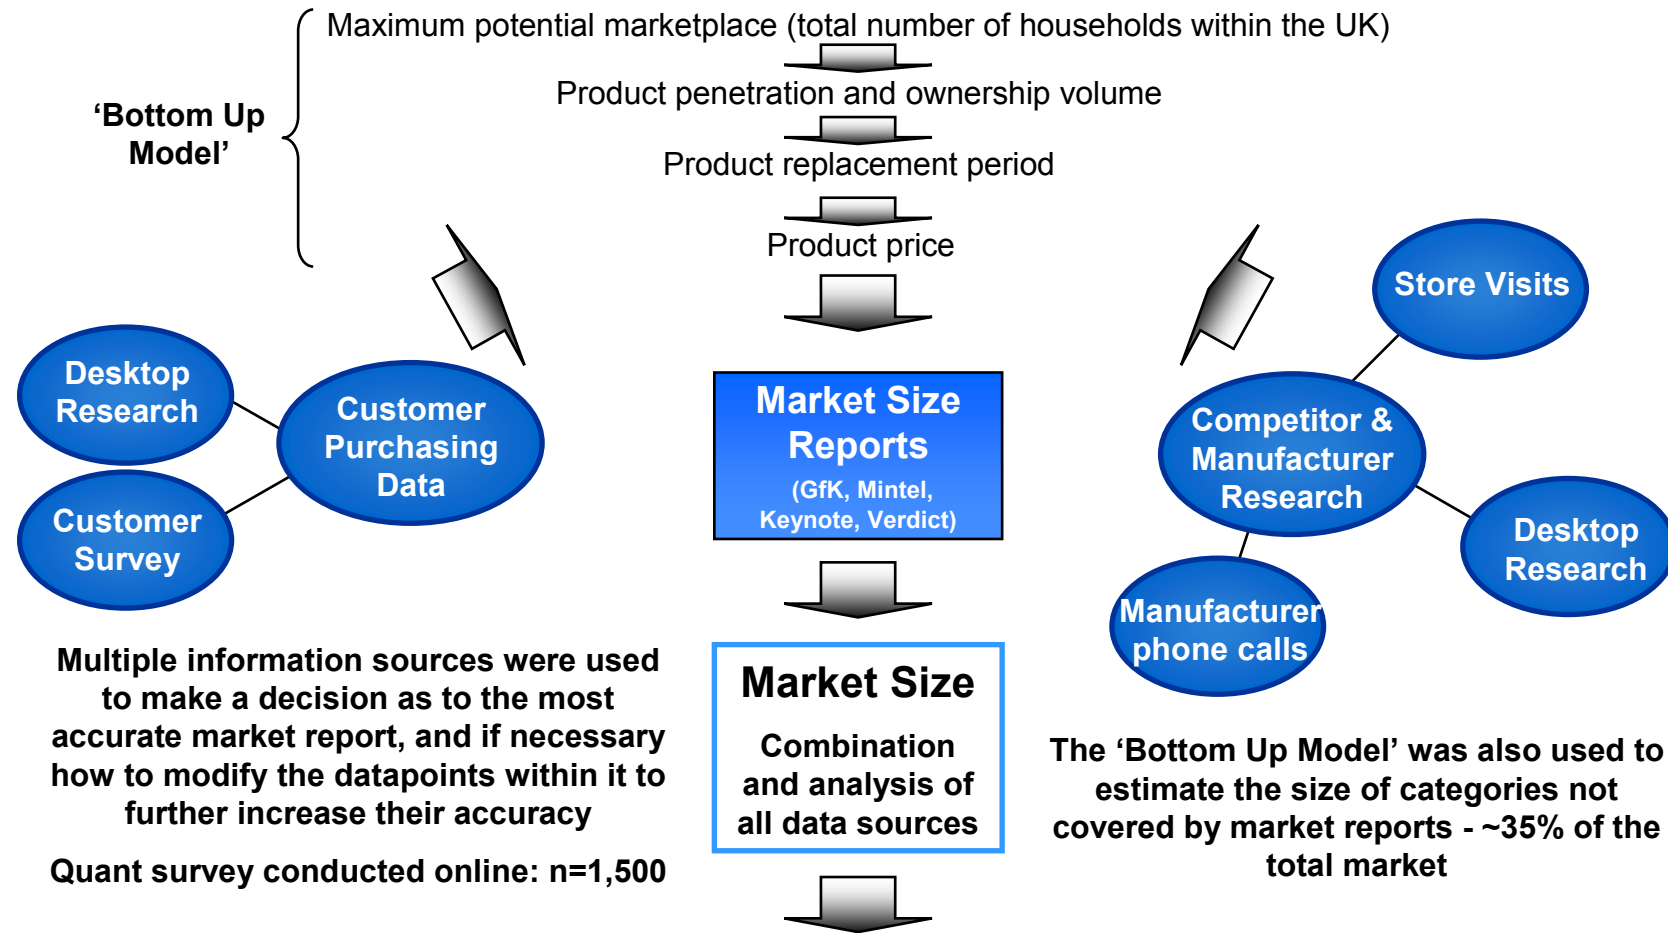 Maximum potential marketplace (total number of households within the UK)
Product penetration and ownership volume
‘Bottom Up
Model’
Product replacement period
Product price
Desktop
Research
Customer
Purchasing
Data
Customer
Survey
Market Size
Reports
(GfK, Mintel,
Keynote, Verdict)
Store Visits
Competitor &
Manufacturer
Research
Desktop
Research
Manufacturer
phone calls
Multiple information sources were used
to make a decision as to the most
accurate market report, and if necessary
how to modify the datapoints within it to
further increase their accuracy
Quant survey conducted online: n=1,500
Market Size
Combination
and analysis of
all data sources
The ‘Bottom Up Model’ was also used to
estimate the size of categories not
covered by market reports - ~35% of the
total market